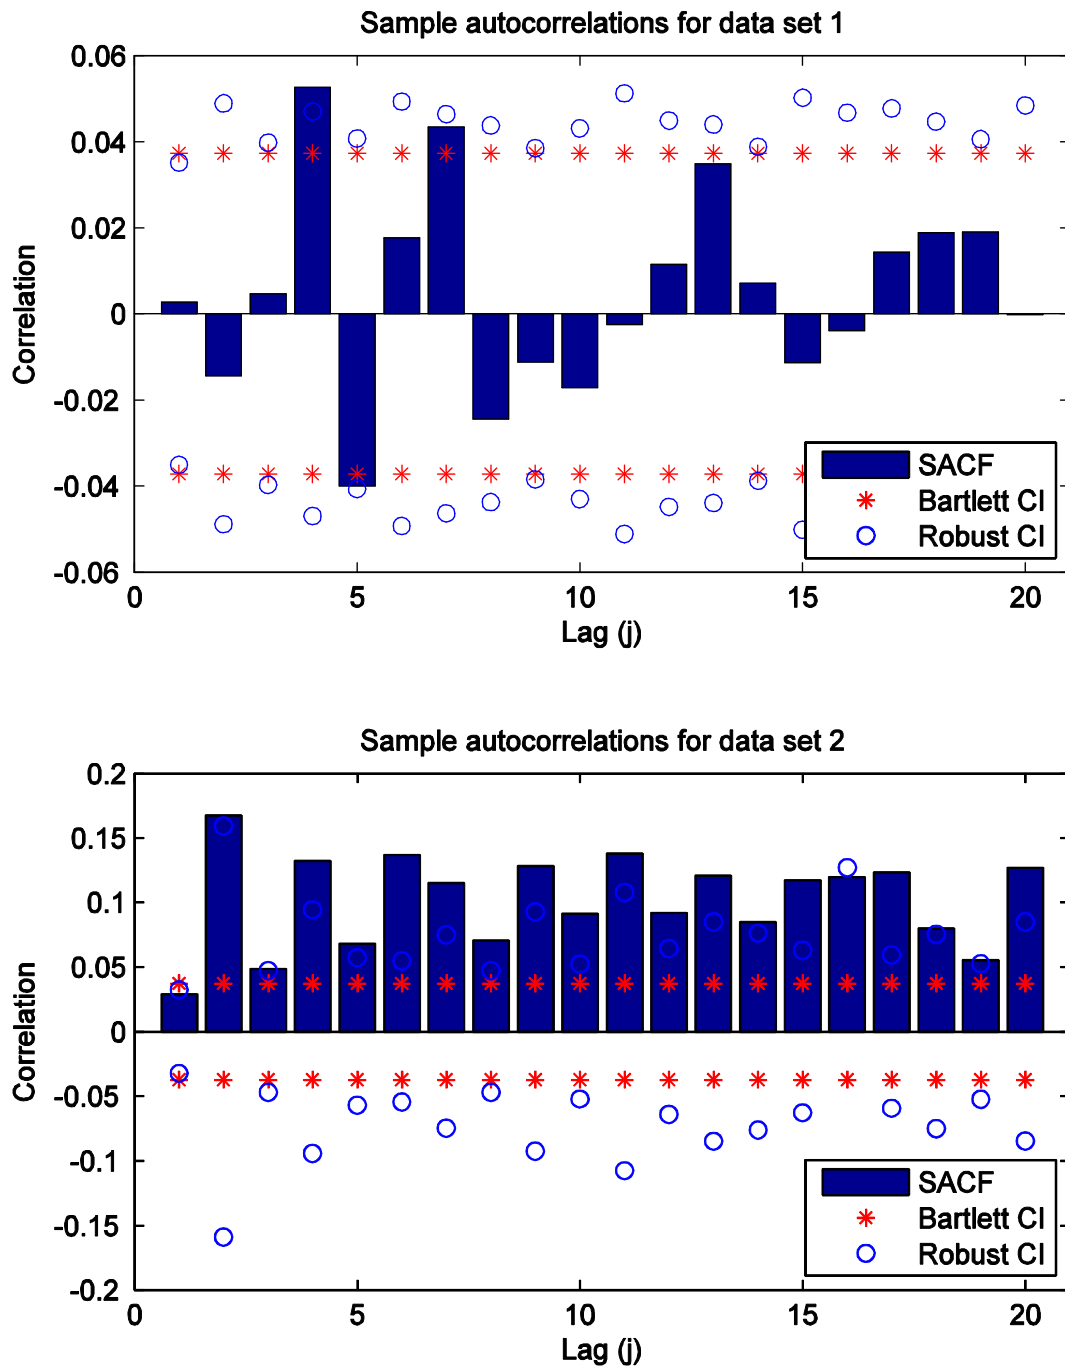 Sample autocorrelations for data set 1
0.06
0.04
0.02
0
-0.02
-0.04
-0.06
Correlation
0 5 10 15 20
Lag (j)
SACF
Bartlett CI
Robust CI
Sample autocorrelations for data set 2
0.2
0.15
0.1
0.05
0
-0.05
-0.1
-0.15
-0.2
Correlation
0 5 10 15 20
Lag (j)
SACF
Bartlett CI
Robust CI